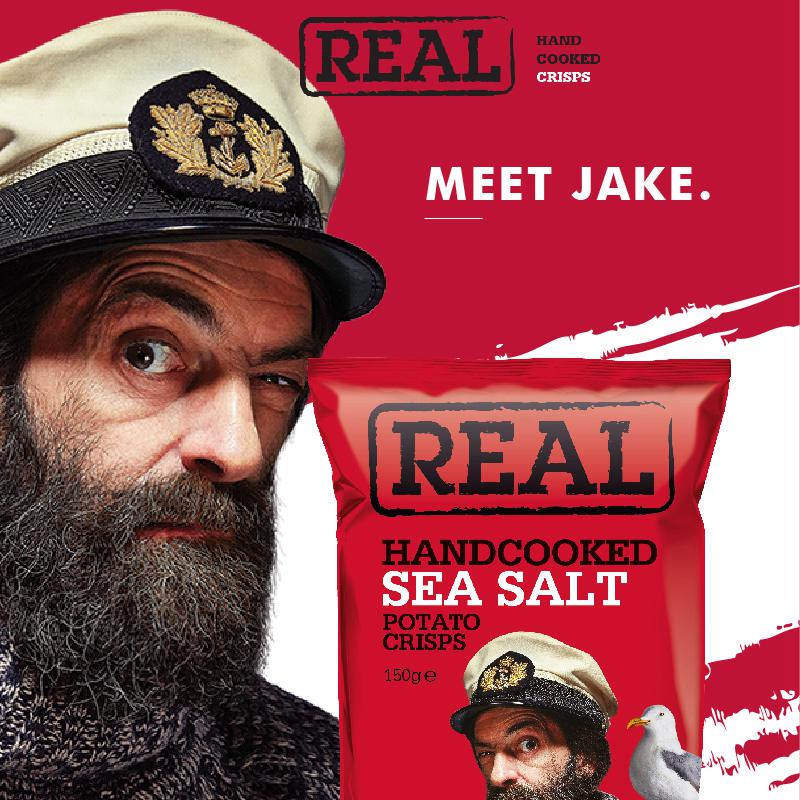 REAL
HAND
COOKED
CRISPS
MEET JAKE.
REAL
HANDCOOKED
SEA SALT
POTATO
CRISPS
150g e